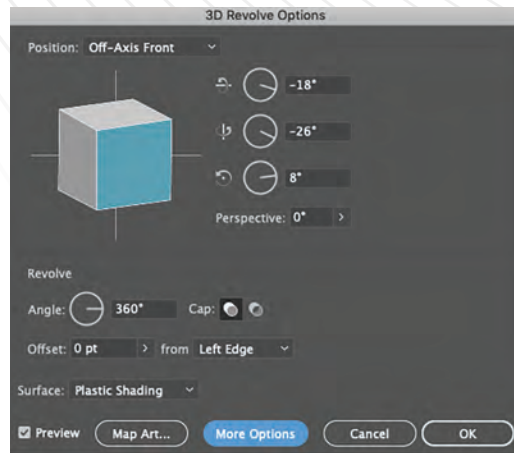 3D Revolve Options
Position: Off-Axis Front
-18°
-26°
8°
Perspective: 0°
Revolve
Angle: 360° Cap:
Offset: 0 pt from Left Edge
Surface: Plastic Shading
Preview Map Art... More Options Cancel OK